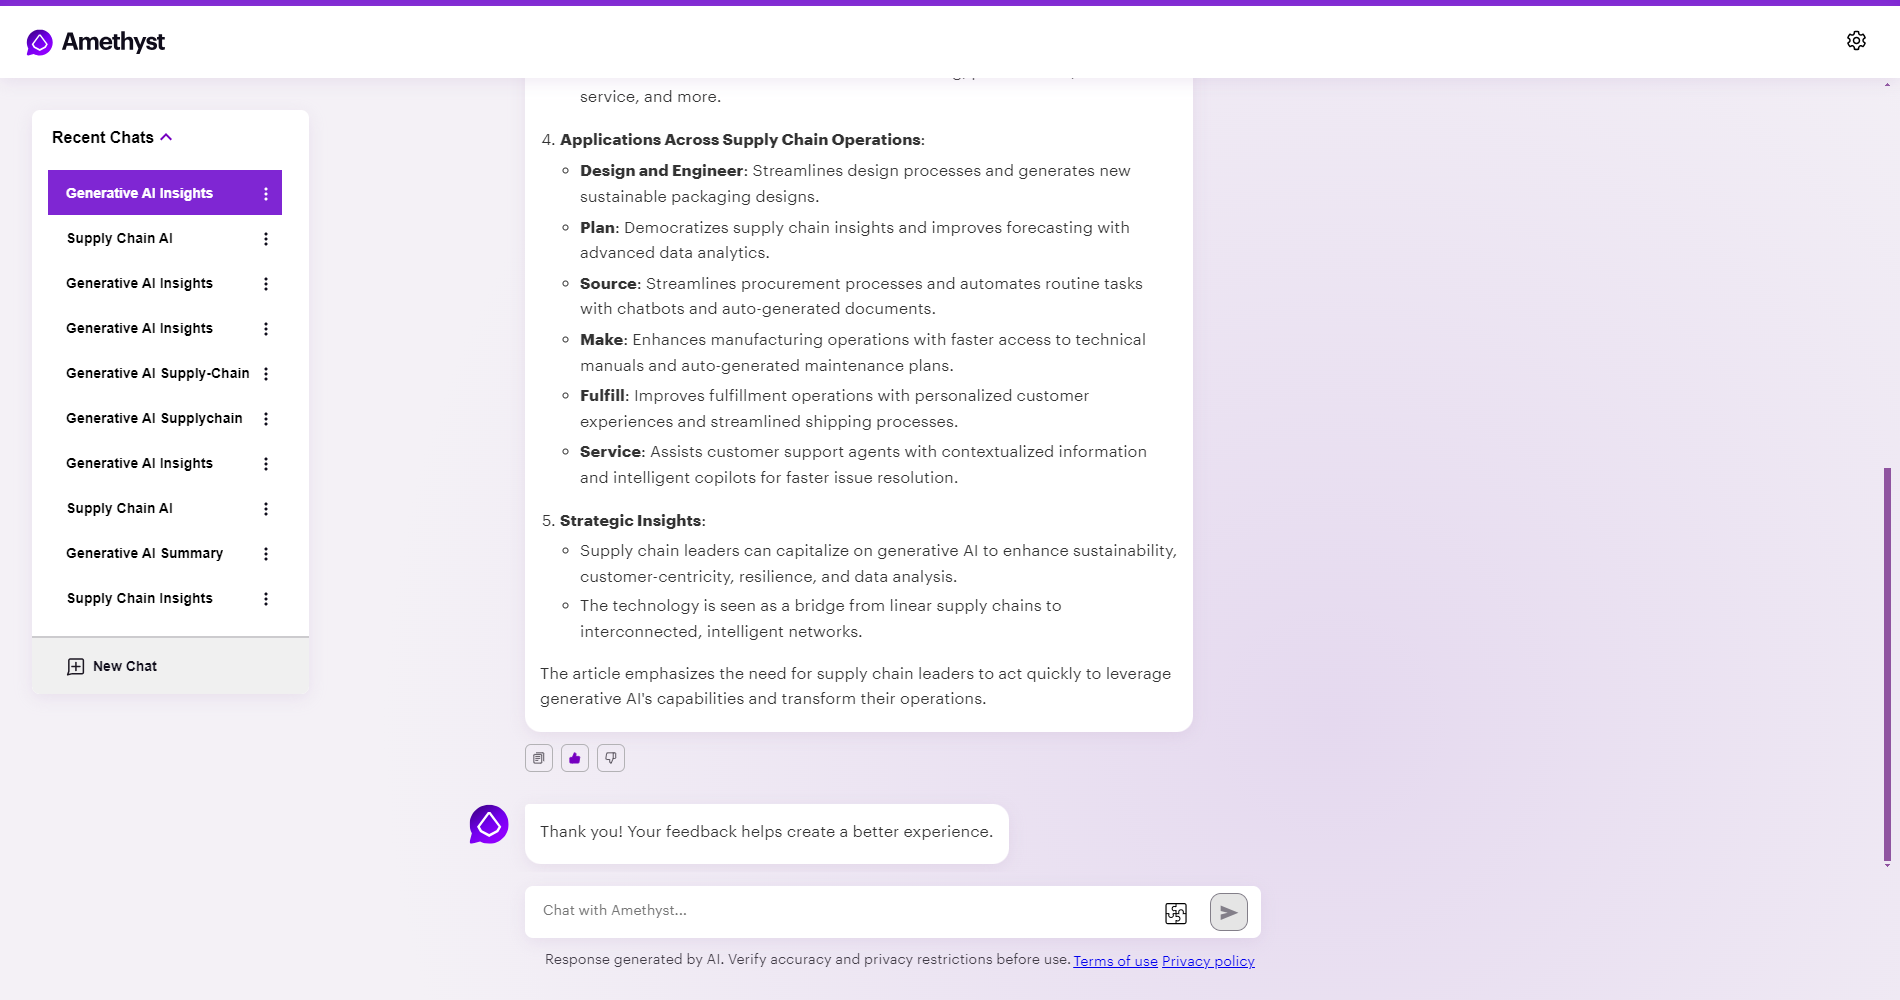 Amethyst
Recent Chats
Generative AI Insights
Supply Chain AI
Generative AI Insights
Generative AI Insights
Generative AI Supply-Chain
Generative AI Supplychain
Generative AI Insights
Supply Chain AI
Generative AI Summary
Supply Chain Insights
New Chat
service, and more.
4. Applications Across Supply Chain Operations:
Design and Engineer: Streamlines design processes and generates new
sustainable packaging designs.
Plan: Democratizes supply chain insights and improves forecasting with
advanced data analytics.
Source: Streamlines procurement processes and automates routine tasks
with chatbots and auto-generated documents.
Make: Enhances manufacturing operations with faster access to technical
manuals and auto-generated maintenance plans.
Fulfill: Improves fulfillment operations with personalized customer
experiences and streamlined shipping processes.
Service: Assists customer support agents with contextualized information
and intelligent copilots for faster issue resolution.
5. Strategic Insights:
Supply chain leaders can capitalize on generative AI to enhance sustainability,
customer-centricity, resilience, and data analysis.
The technology is seen as a bridge from linear supply chains to
interconnected, intelligent networks.
The article emphasizes the need for supply chain leaders to act quickly to leverage
generative AI's capabilities and transform their operations.
Thank you! Your feedback helps create a better experience.
Chat with Amethyst...
Response generated by AI. Verify accuracy and privacy restrictions before use. Terms of use Privacy policy